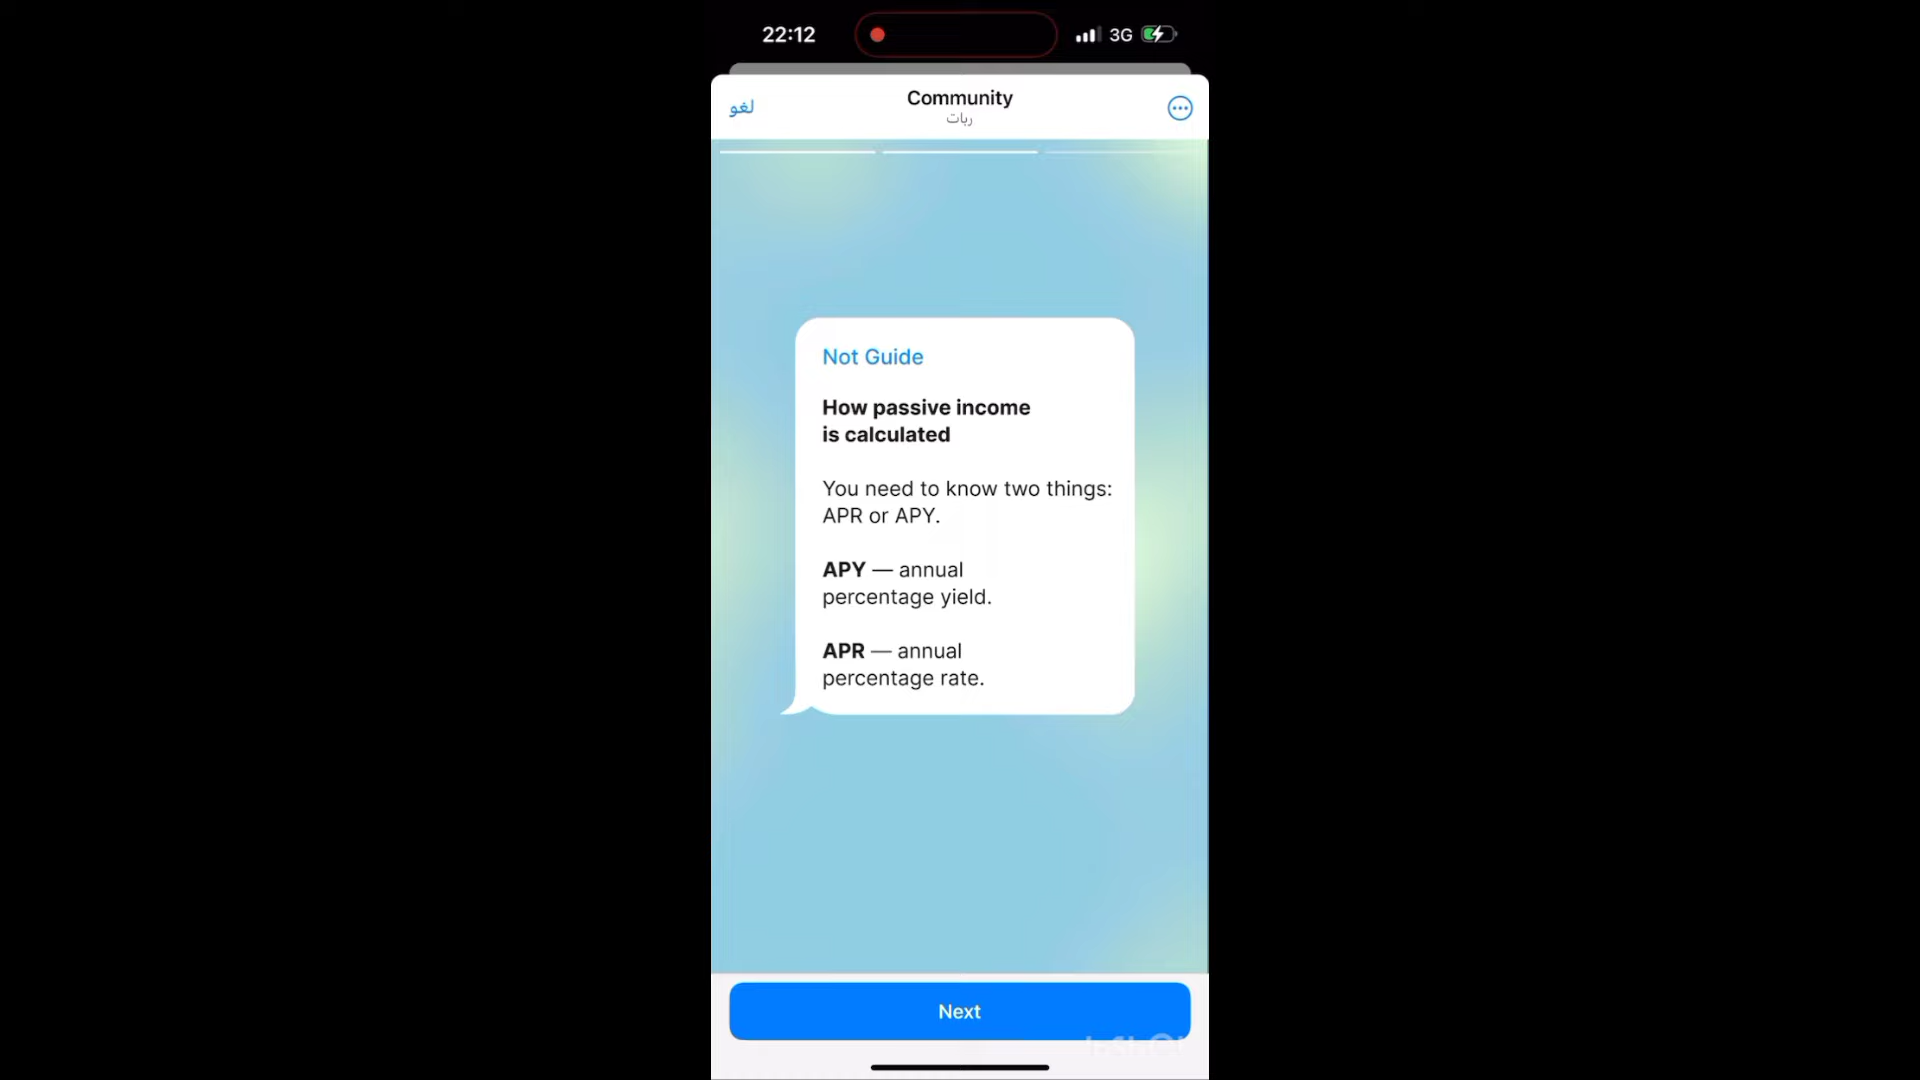 22:12
3G
لغو
Community
ربات
Not Guide
How passive income
is calculated
You need to know two things:
APR or APY.
APY — annual
percentage yield.
APR — annual
percentage rate.
Next